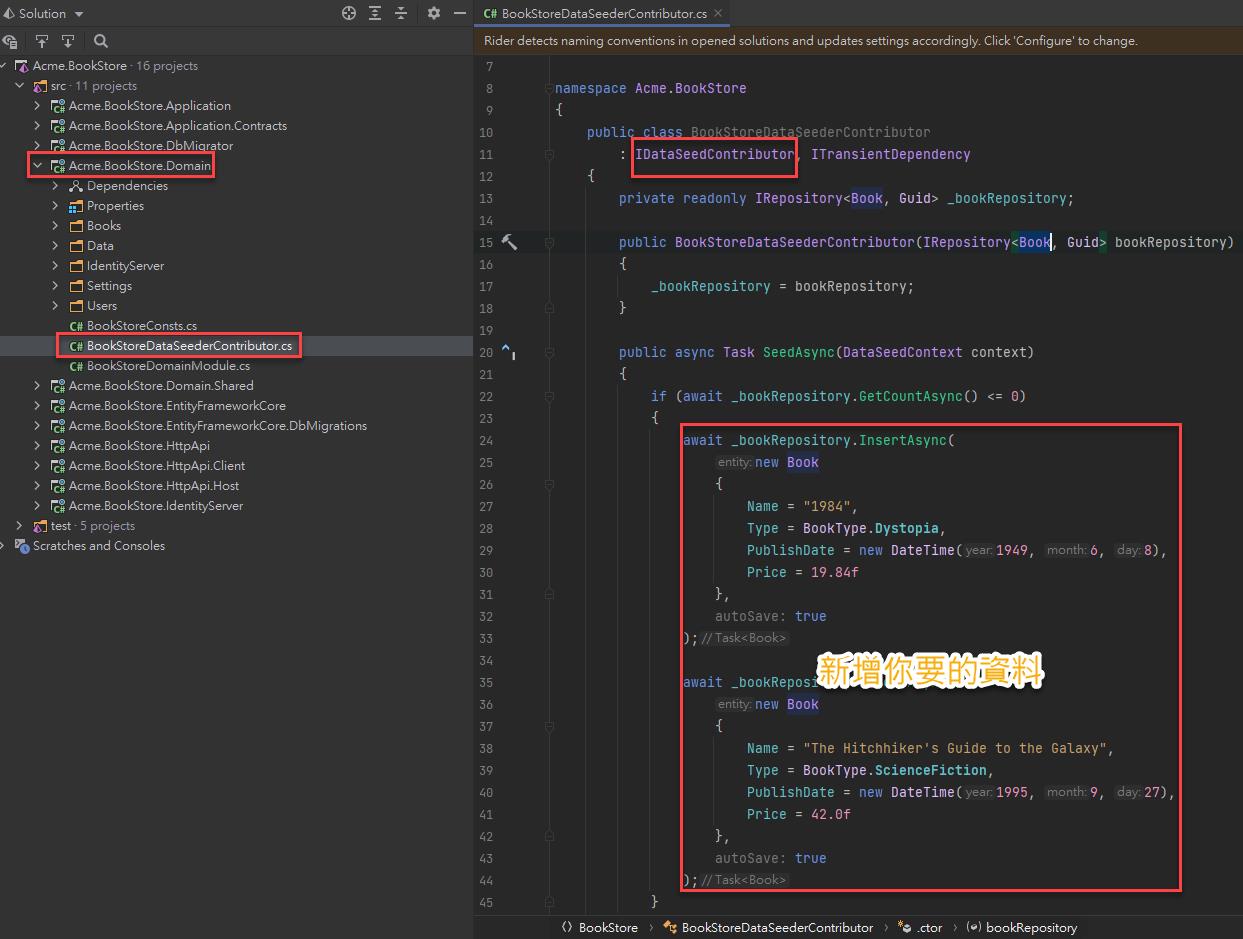 Solution
Acme.BookStore · 16 projects
src · 11 projects
Acme.BookStore.Application
Acme.BookStore.Application.Contracts
Acme.BookStore.DbMigrator
Acme.BookStore.Domain
Dependencies
Properties
Books
Data
IdentityServer
Settings
Users
C# BookStoreConsts.cs
C# BookStoreDataSeederContributor.cs
C# BookStoreDomainModule.cs
Acme.BookStore.Domain.Shared
Acme.BookStore.EntityFrameworkCore
Acme.BookStore.EntityFrameworkCore.DbMigrations
Acme.BookStore.HttpApi
Acme.BookStore.HttpApi.Client
Acme.BookStore.HttpApi.Host
Acme.BookStore.IdentityServer
test · 5 projects
Scratches and Consoles
C# BookStoreDataSeederContributor.cs ×
Rider detects naming conventions in opened solutions and updates settings accordingly. Click 'Configure' to change.
7
8 namespace Acme.BookStore
9 {
10 public class BookStoreDataSeederContributor
11 : IDataSeedContributor, ITransientDependency
12 {
13 private readonly IRepository<Book, Guid> _bookRepository;
14
15 public BookStoreDataSeederContributor(IRepository<Book, Guid> bookRepository)
16 {
17 _bookRepository = bookRepository;
18 }
19
20 public async Task SeedAsync(DataSeedContext context)
21 {
22 if (await _bookRepository.GetCountAsync() <= 0)
23 {
24 await _bookRepository.InsertAsync(
25 entity: new Book
26 {
27 Name = "1984",
28 Type = BookType.Dystopia,
29 PublishDate = new DateTime(year: 1949, month: 6, day: 8),
30 Price = 19.84f
31 },
32 autoSave: true
33 ); // Task<Book>
34
新增你要的資料
35 await _bookReposi
36 entity: new Book
37 {
38 Name = "The Hitchhiker's Guide to the Galaxy",
39 Type = BookType.ScienceFiction,
40 PublishDate = new DateTime(year: 1995, month: 9, day: 27),
41 Price = 42.0f
42 },
43 autoSave: true
44 ); // Task<Book>
45 }
BookStore › BookStoreDataSeederContributor › .ctor › bookRepository